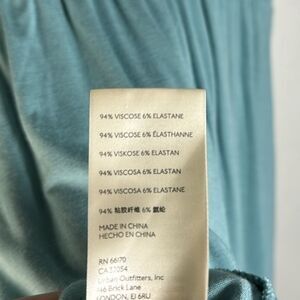 94% VISCOSE 6% ELASTANE
94% VISCOSE 6% ÉLASTHANNE
94% VISKOSE 6% ELASTAN
94% VISCOSA 6% ELASTAN
94% VISCOSA 6% ELASTANE
94% 粘胶纤维 6% 氨纶
MADE IN CHINA
HECHO EN CHINA
RN 66170
CA 32054
Urban Outfitters, Inc
146 Brick Lane
LONDON, E1 6RU